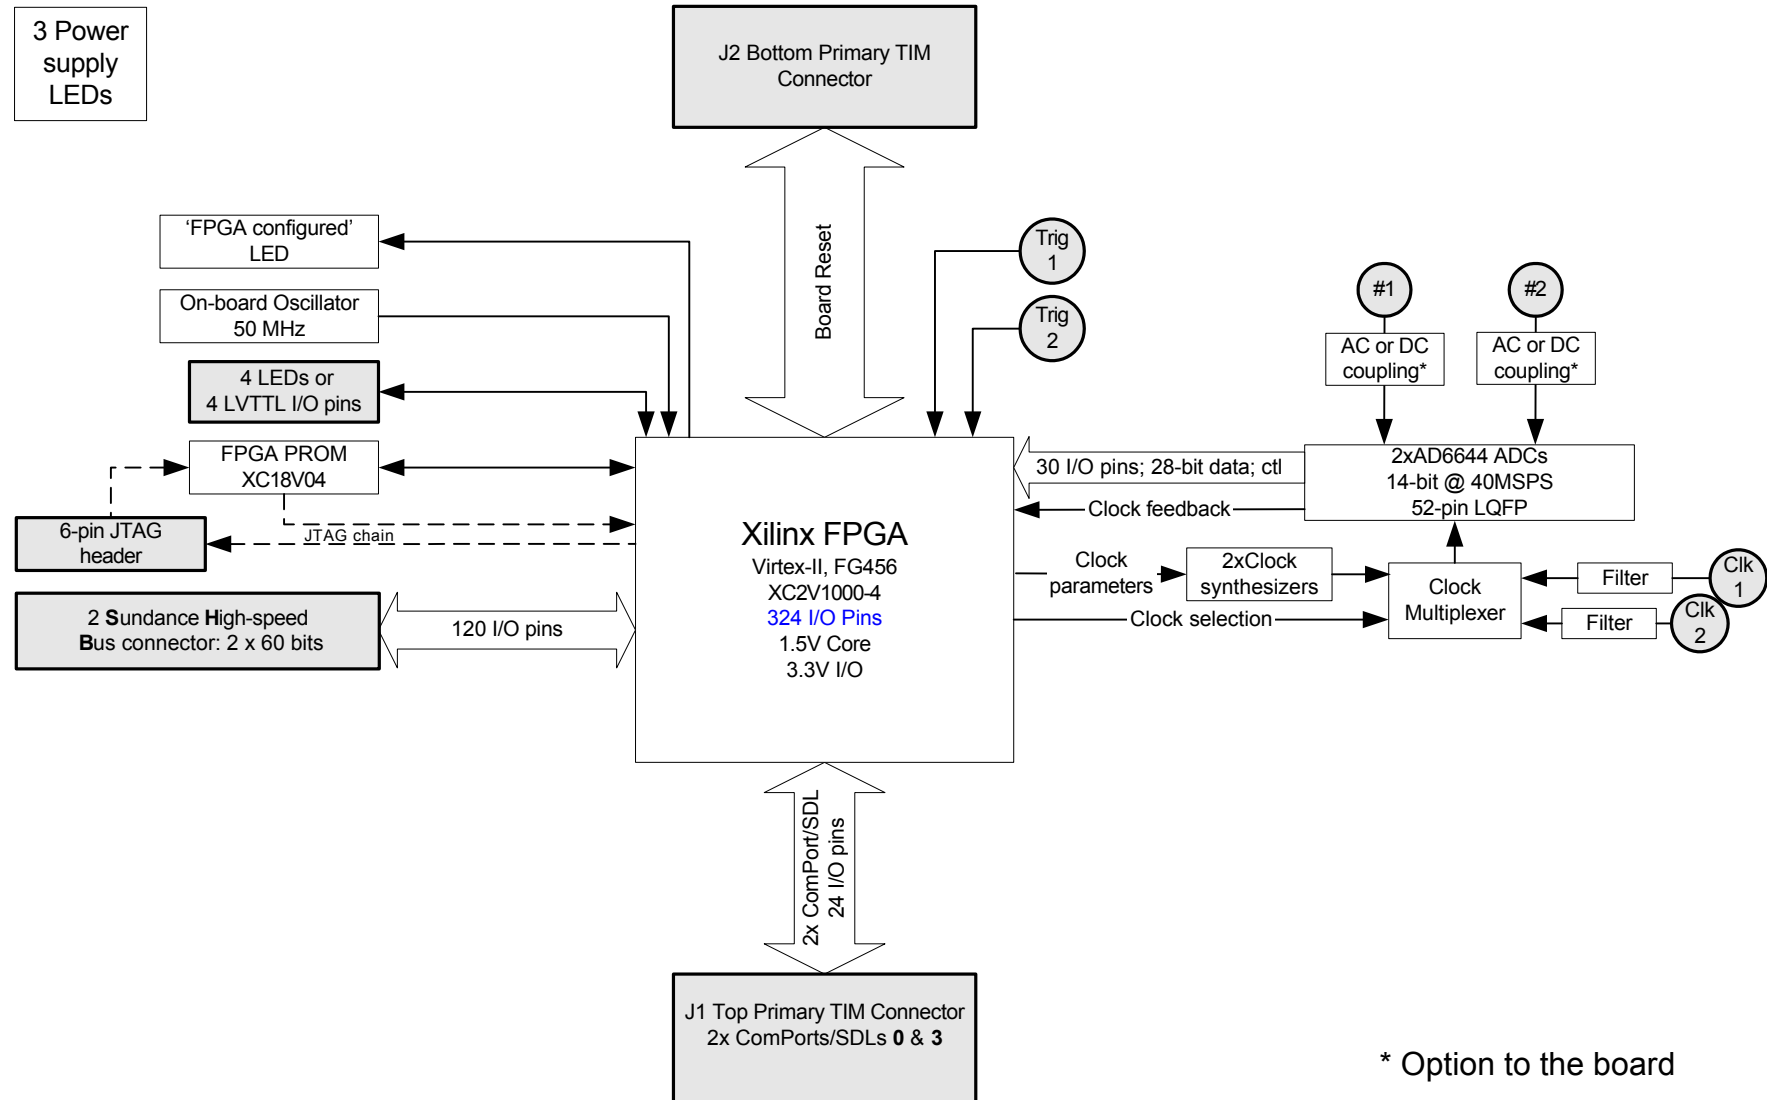 3 Power
supply
LEDs
J2 Bottom Primary TIM
Connector
Board Reset
'FPGA configured'
LED
On-board Oscillator
50 MHz
4 LEDs or
4 LVTTL I/O pins
FPGA PROM
XC18V04
6-pin JTAG
header
JTAG chain
2 Sundance High-speed
Bus connector: 2 x 60 bits
120 I/O pins
Trig
1
Trig
2
#1
#2
AC or DC
coupling*
AC or DC
coupling*
2xAD6644 ADCs
14-bit @ 40MSPS
52-pin LQFP
30 I/O pins; 28-bit data; ctl
Clock feedback
Xilinx FPGA
Virtex-II, FG456
XC2V1000-4
324 I/O Pins
1.5V Core
3.3V I/O
Clock
parameters
2xClock
synthesizers
Clock selection
Clock
Multiplexer
Filter
Clk
1
Filter
Clk
2
2x ComPort/SDL
24 I/O pins
J1 Top Primary TIM Connector
2x ComPorts/SDLs 0 & 3
* Option to the board